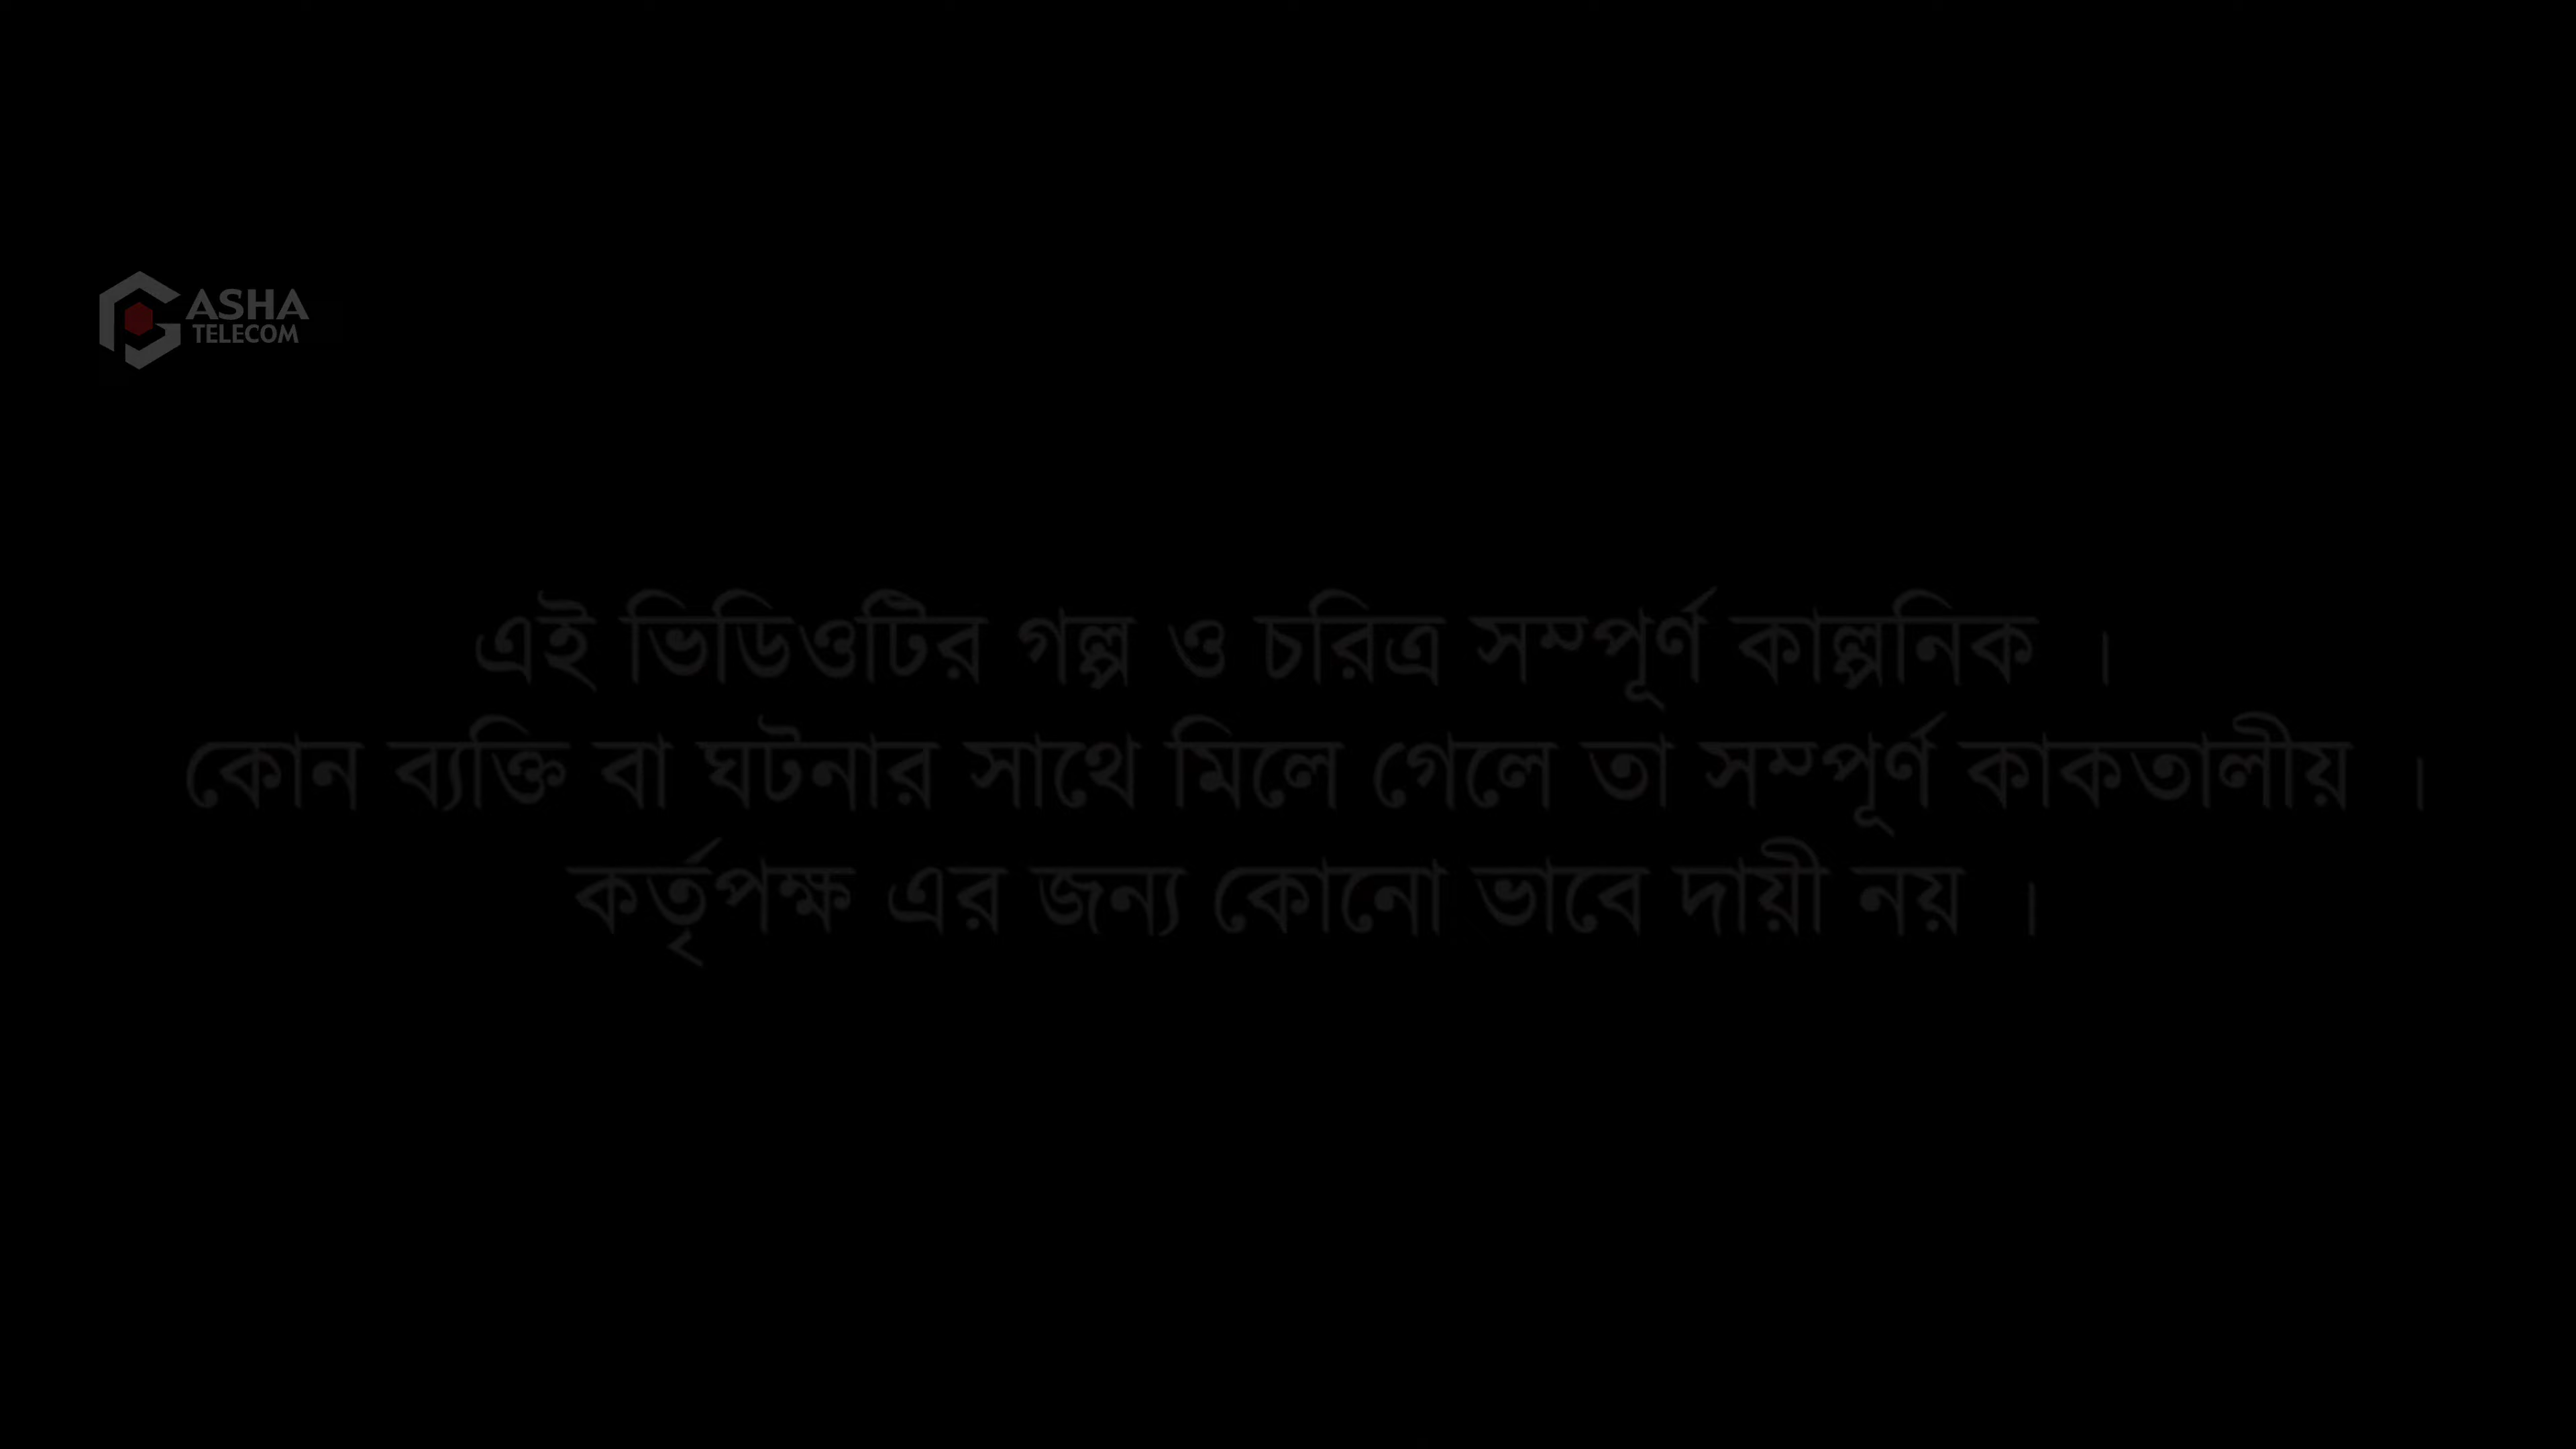 ASHA
TELECOM
এই ভিডিওটির গল্প ও চরিত্র সম্পূর্ণ কাল্পনিক ।
কোন ব্যক্তি বা ঘটনার সাথে মিলে গেলে তা সম্পূর্ণ কাকতালীয় ।
কর্তৃপক্ষ এর জন্য কোনো ভাবে দায়ী নয় ।